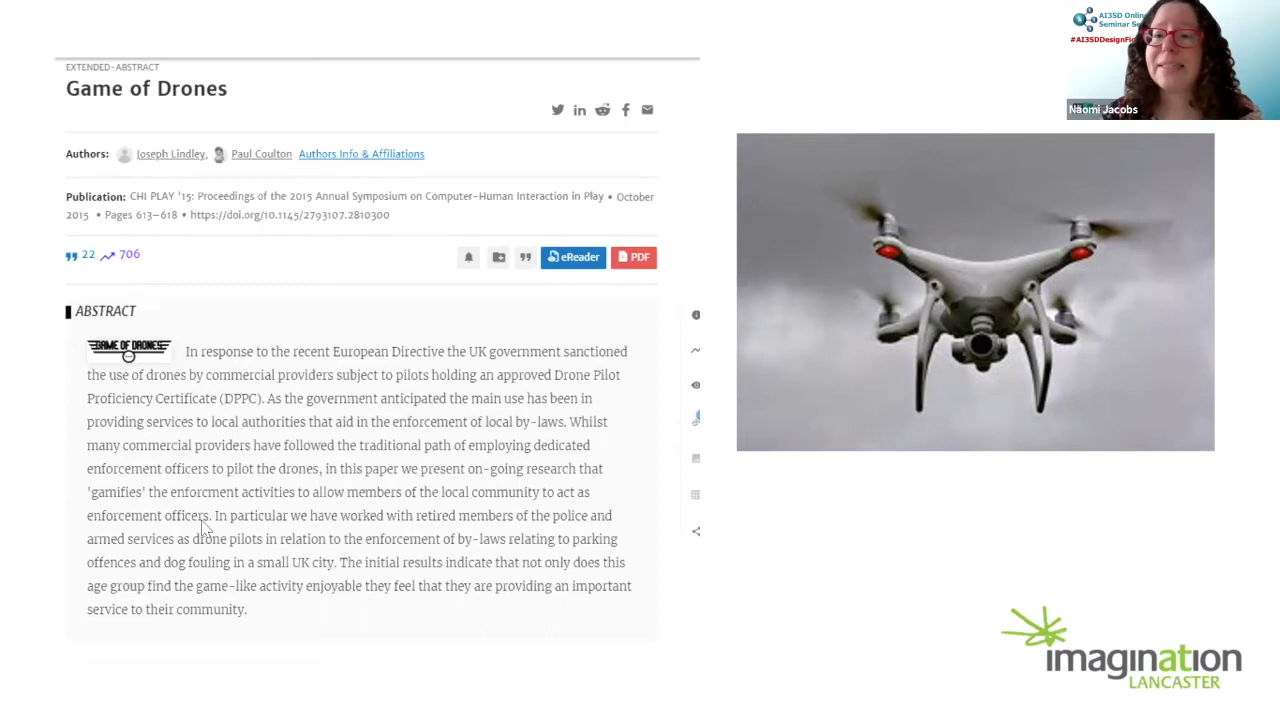 EXTENDED-ABSTRACT
Game of Drones
Authors: Joseph Lindley, Paul Coulton Authors Info & Affiliations
Publication: CHI PLAY '15: Proceedings of the 2015 Annual Symposium on Computer-Human Interaction in Play • October
2015 • Pages 613–618 • https://doi.org/10.1145/2793107.2810300
22 706
eReader PDF
ABSTRACT
GAME OF DRONES
In response to the recent European Directive the UK government sanctioned
the use of drones by commercial providers subject to pilots holding an approved Drone Pilot
Proficiency Certificate (DPPC). As the government anticipated the main use has been in
providing services to local authorities that aid in the enforcement of local by-laws. Whilst
many commercial providers have followed the traditional path of employing dedicated
enforcement officers to pilot the drones, in this paper we present on-going research that
'gamifies' the enforcment activities to allow members of the local community to act as
enforcement officers. In particular we have worked with retired members of the police and
armed services as drone pilots in relation to the enforcement of by-laws relating to parking
offences and dog fouling in a small UK city. The initial results indicate that not only does this
age group find the game-like activity enjoyable they feel that they are providing an important
service to their community.
AI3SD Onlin
Seminar Se
#AI3SDDesignFi
Naomi Jacobs
imagination
LANCASTER